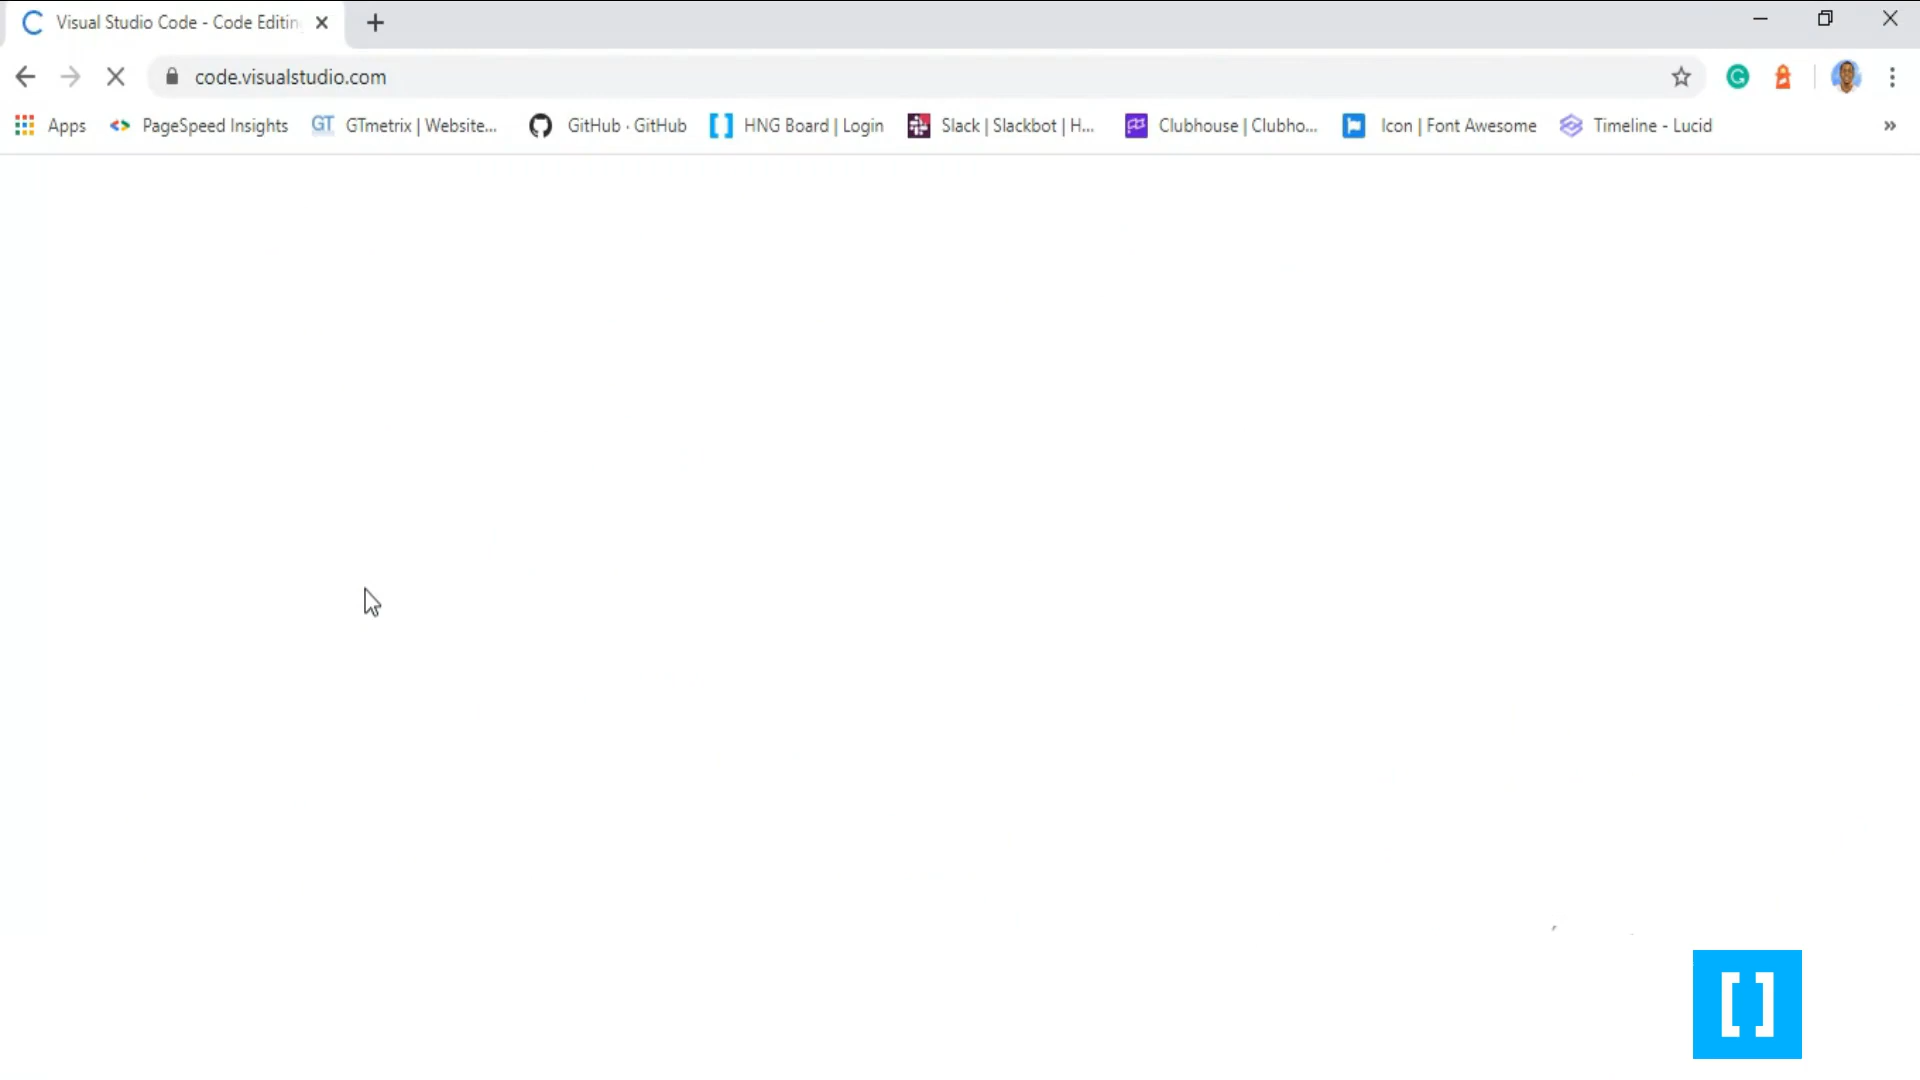 Visual Studio Code - Code Editin
code.visualstudio.com
Apps
PageSpeed Insights
GT GTmetrix | Website...
GitHub · GitHub
[ ] HNG Board | Login
Slack | Slackbot | H...
Clubhouse | Clubho...
Icon | Font Awesome
Timeline - Lucid
»
[ ]